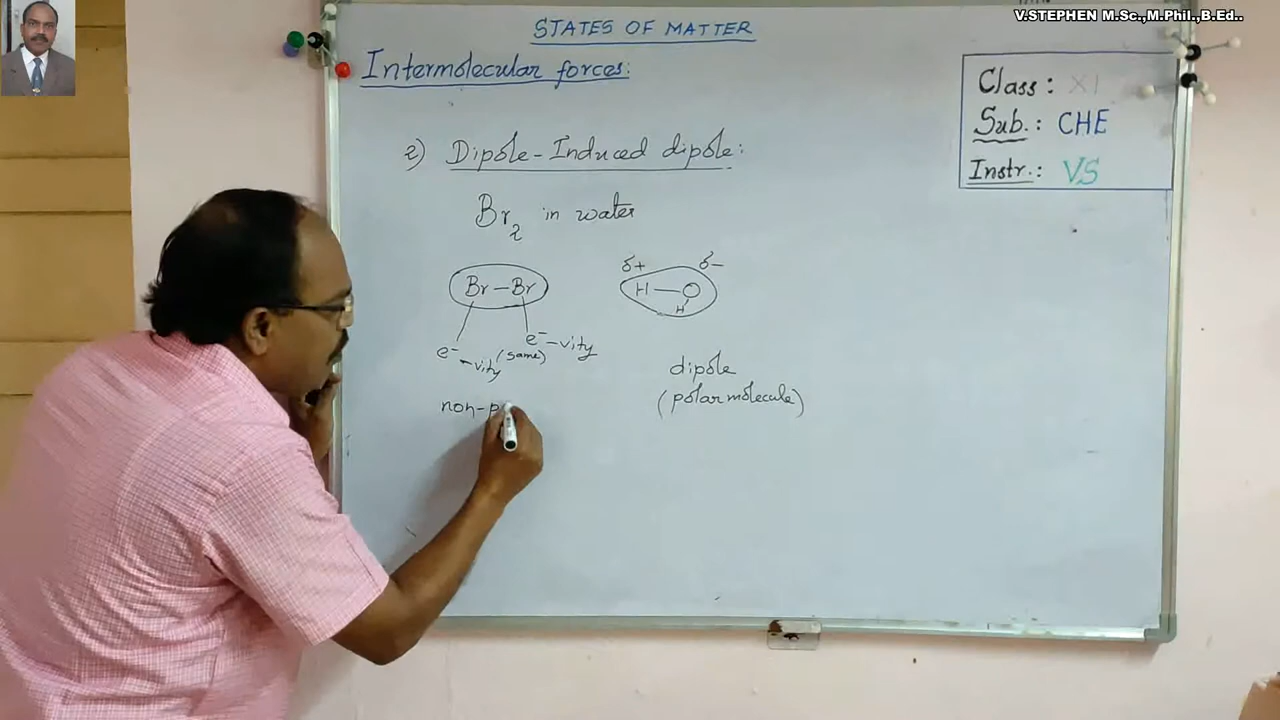 V.STEPHEN M.Sc.,M.Phil.,B.Ed..
STATES OF MATTER
Intermolecular forces:
Class: XI
Sub.: CHE
Instr.: VS
2) Dipole-Induced dipole:
Br2 in water
Br-Br
δ+ δ-
H-O
H
e- -vity (same) e- -vity
dipole
(polar molecule)
non-p